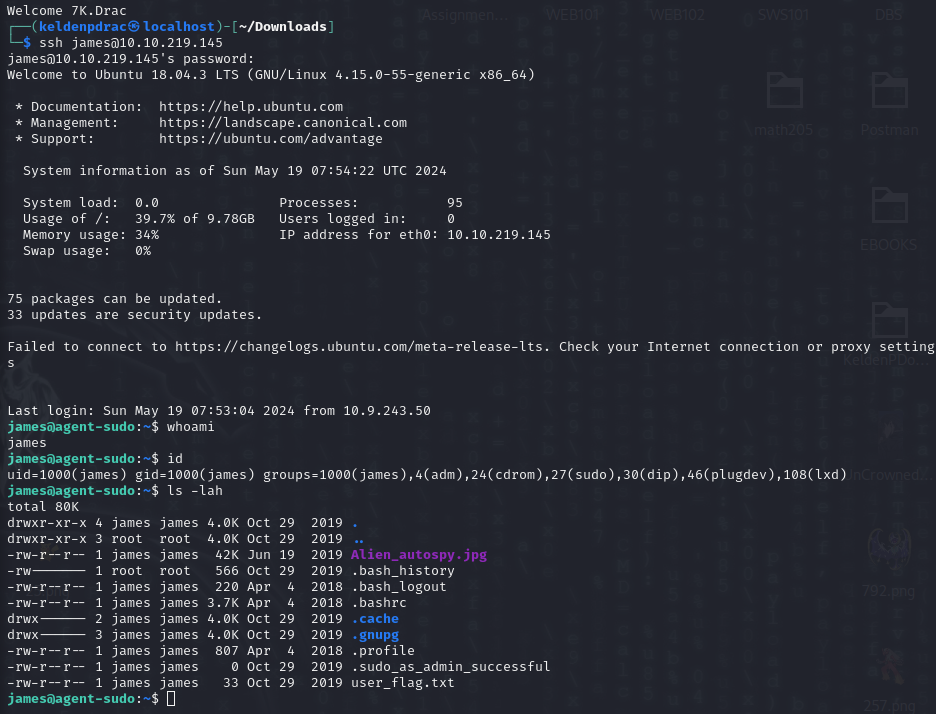 Welcome 7K.Drac
┌──(keldenpdrac㉿localhost)-[~/Downloads]
└─$ ssh james@10.10.219.145
james@10.10.219.145's password:
Welcome to Ubuntu 18.04.3 LTS (GNU/Linux 4.15.0-55-generic x86_64)
* Documentation: https://help.ubuntu.com
* Management: https://landscape.canonical.com
* Support: https://ubuntu.com/advantage
System information as of Sun May 19 07:54:22 UTC 2024
System load: 0.0 Processes: 95
Usage of /: 39.7% of 9.78GB Users logged in: 0
Memory usage: 34% IP address for eth0: 10.10.219.145
Swap usage: 0%
75 packages can be updated.
33 updates are security updates.
Failed to connect to https://changelogs.ubuntu.com/meta-release-lts. Check your Internet connection or proxy setting
s
Last login: Sun May 19 07:53:04 2024 from 10.9.243.50
james@agent-sudo:~$ whoami
james
james@agent-sudo:~$ id
uid=1000(james) gid=1000(james) groups=1000(james),4(adm),24(cdrom),27(sudo),30(dip),46(plugdev),108(lxd)
james@agent-sudo:~$ ls -lah
total 80K
drwxr-xr-x 4 james james 4.0K Oct 29 2019 .
drwxr-xr-x 3 root root 4.0K Oct 29 2019 ..
-rw-r--r-- 1 james james 42K Jun 19 2019 Alien_autospy.jpg
-rw------- 1 root root 566 Oct 29 2019 .bash_history
-rw-r--r-- 1 james james 220 Apr 4 2018 .bash_logout
-rw-r--r-- 1 james james 3.7K Apr 4 2018 .bashrc
drwx------ 2 james james 4.0K Oct 29 2019 .cache
drwx------ 3 james james 4.0K Oct 29 2019 .gnupg
-rw-r--r-- 1 james james 807 Apr 4 2018 .profile
-rw-r--r-- 1 james james 0 Oct 29 2019 .sudo_as_admin_successful
-rw-r--r-- 1 james james 33 Oct 29 2019 user_flag.txt
james@agent-sudo:~$
Assignmen...
WEB101
WEB102
SWS101
DBS
math205
Postman
EBOOKS
792.png
257.png